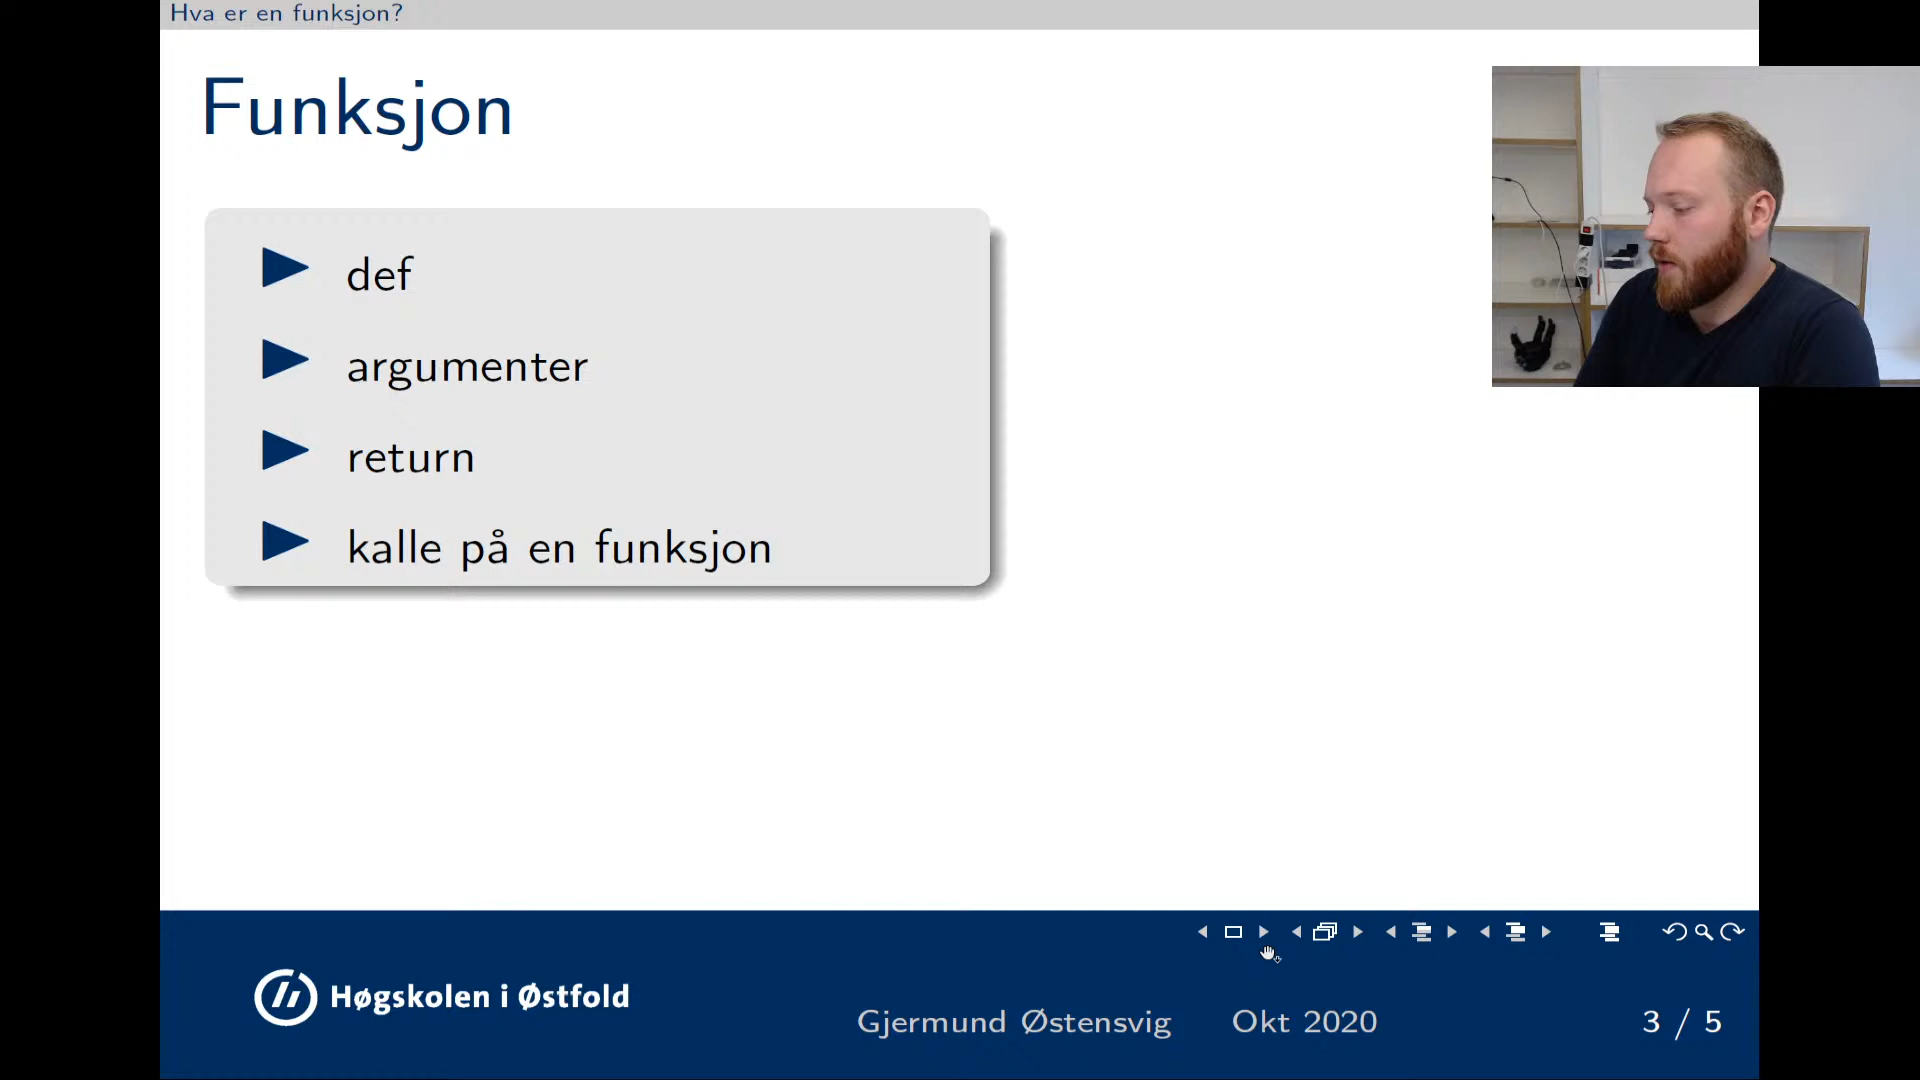 Hva er en funksjon?
Funksjon
def
argumenter
return
kalle på en funksjon
Høgskolen i Østfold
Gjermund Østensvig Okt 2020 3 / 5